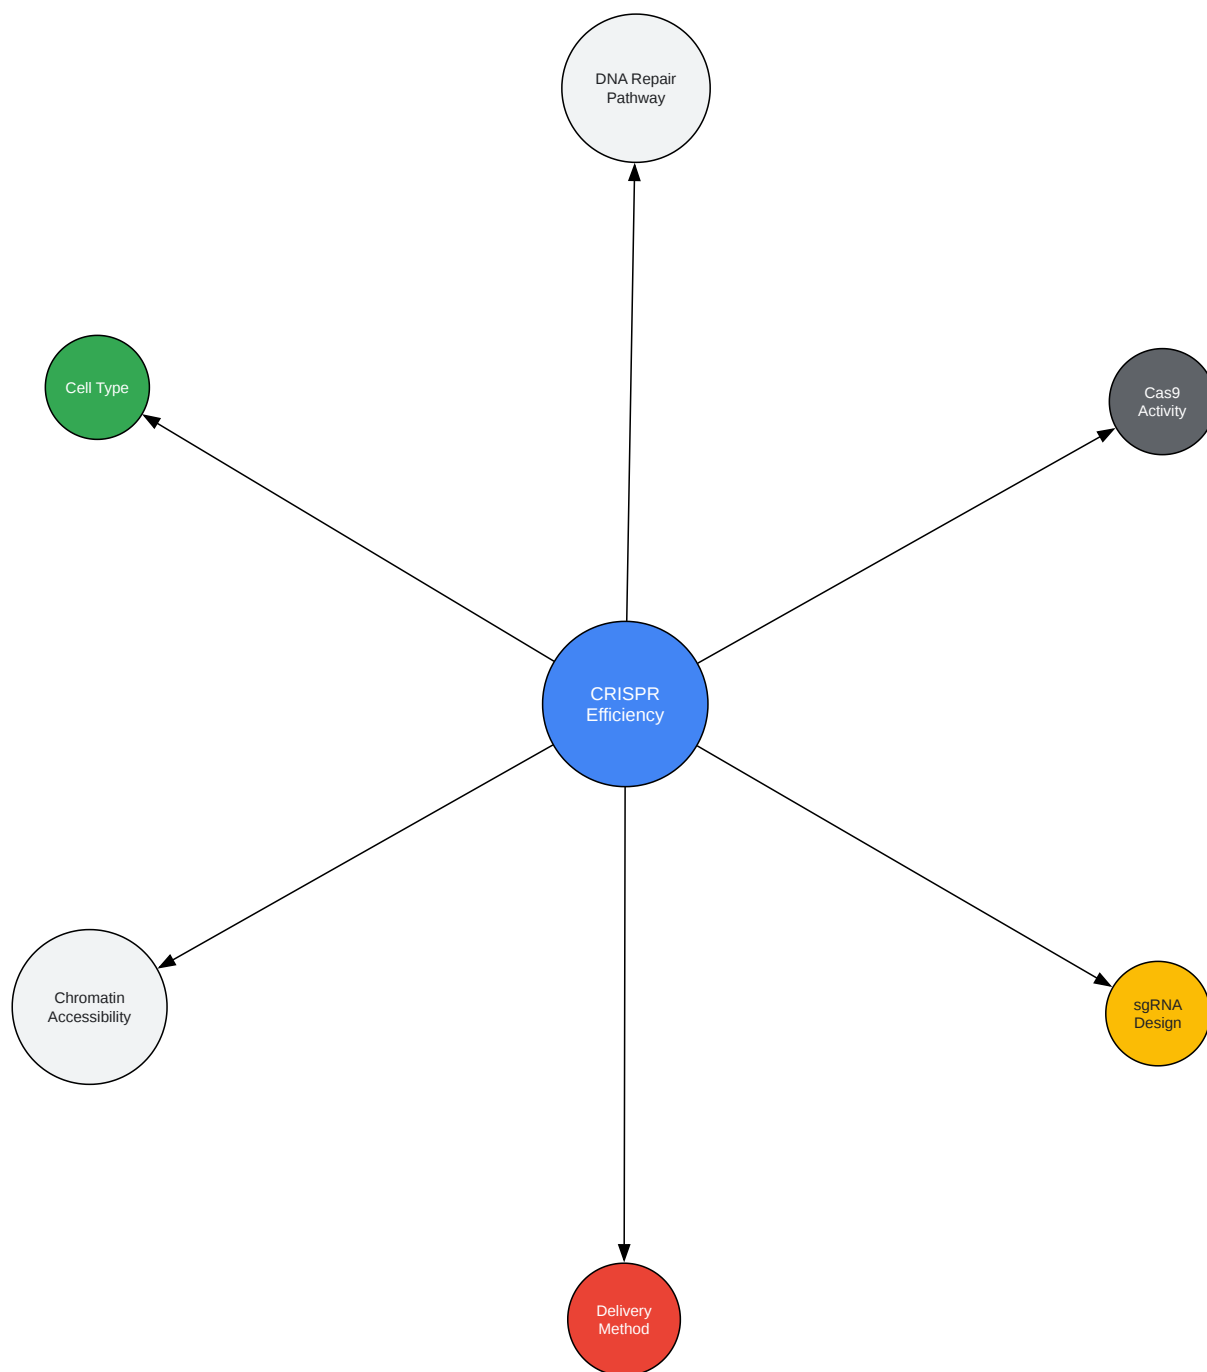 DNA Repair
Pathway
Cell Type
Cas9
Activity
CRISPR
Efficiency
Chromatin
Accessibility
sgRNA
Design
Delivery
Method